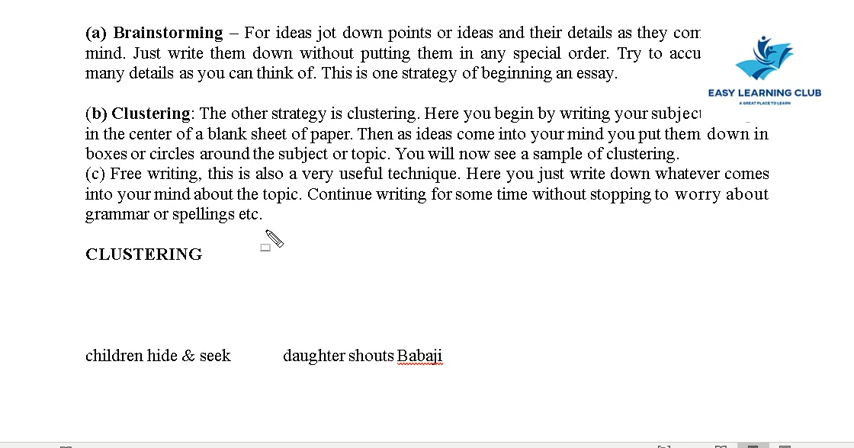 (a) Brainstorming – For ideas jot down points or ideas and their details as they
mind. Just write them down without putting them in any special order. Try to
many details as you can think of. This is one strategy of beginning an essay.
EASY LEARNING CLUB
A GREAT PLACE TO LEARN
(b) Clustering: The other strategy is clustering. Here you begin by writing your
in the center of a blank sheet of paper. Then as ideas come into your mind you put them down in
boxes or circles around the subject or topic. You will now see a sample of clustering.
(c) Free writing, this is also a very useful technique. Here you just write down whatever comes
into your mind about the topic. Continue writing for some time without stopping to worry about
grammar or spellings etc.
CLUSTERING
children hide & seek daughter shouts Babaji